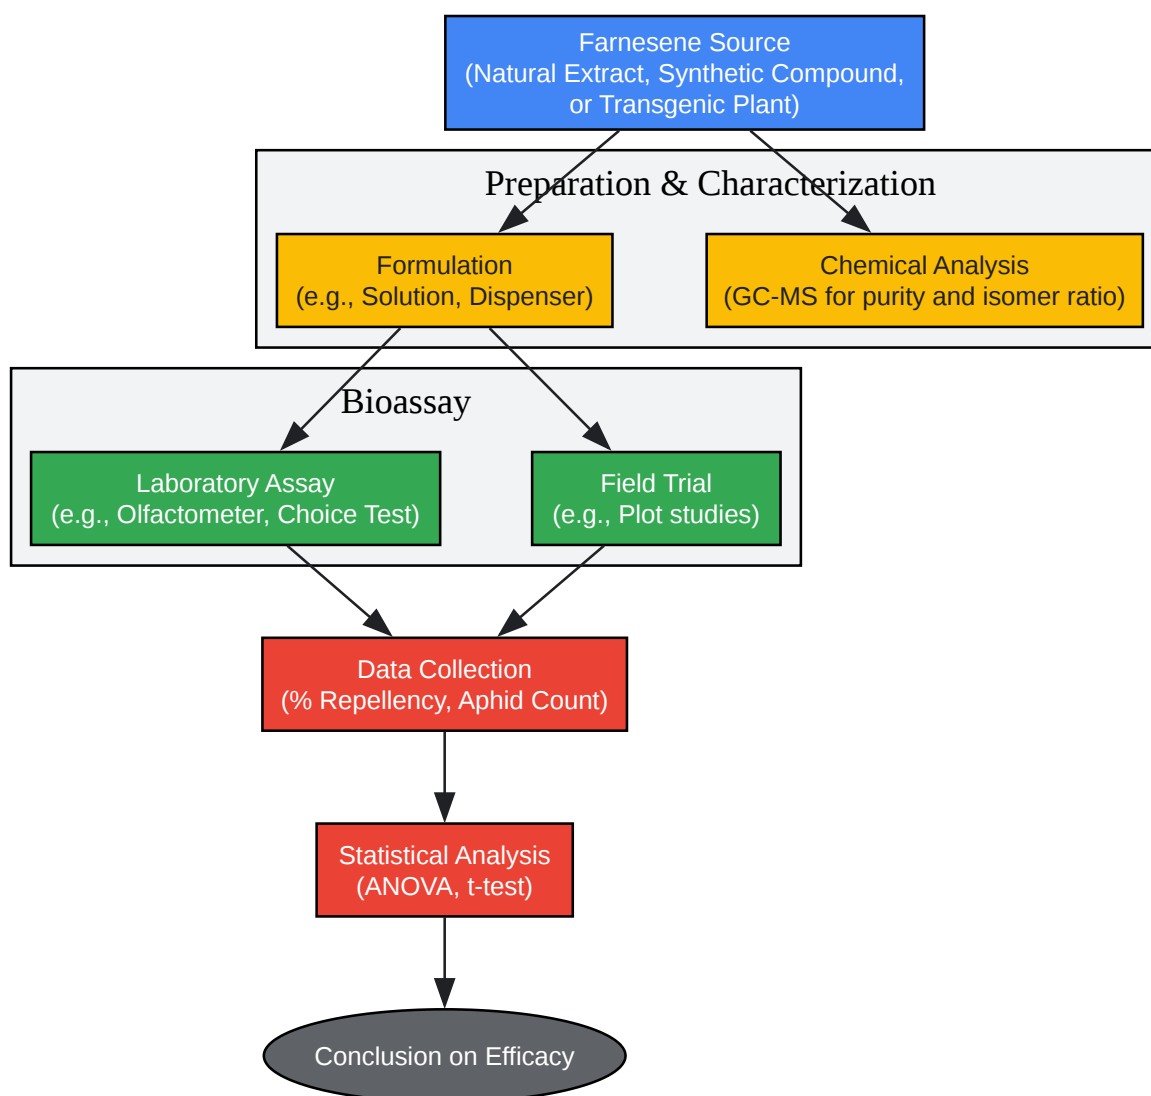 Farnesene Source
(Natural Extract, Synthetic Compound,
or Transgenic Plant)
Preparation & Characterization
Formulation
(e.g., Solution, Dispenser)
Chemical Analysis
(GC-MS for purity and isomer ratio)
Bioassay
Laboratory Assay
(e.g., Olfactometer, Choice Test)
Field Trial
(e.g., Plot studies)
Data Collection
(% Repellency, Aphid Count)
Statistical Analysis
(ANOVA, t-test)
Conclusion on Efficacy